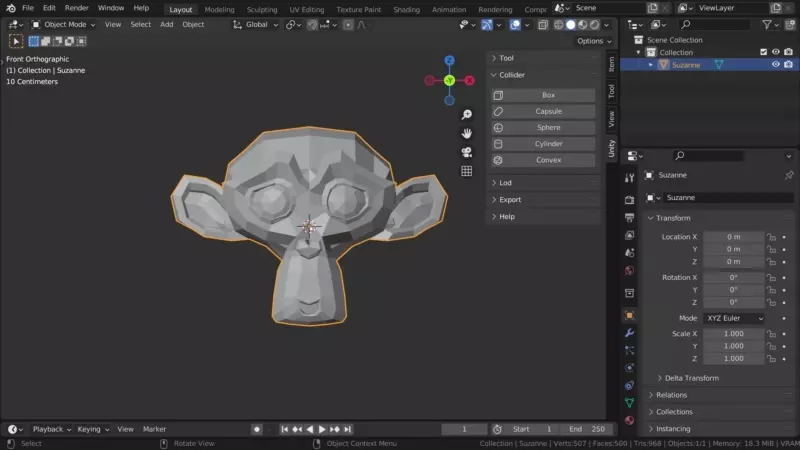 File Edit Render Window Help Layout Modeling Sculpting UV Editing Texture Paint Shading Animation Rendering Scene ViewLayer
Object Mode View Select Add Object Global
Options
Front Orthographic
(1) Collection | Suzanne
10 Centimeters
Z
-Y
X
Tool
Collider
Box
Capsule
Sphere
Cylinder
Convex
Lod
Export
Help
Item
Tool
View
Unity
Scene Collection
Collection
Suzanne
Suzanne
Suzanne
Transform
Location X 0 m
Y 0 m
Z 0 m
Rotation X 0°
Y 0°
Z 0°
Mode XYZ Euler
Scale X 1.000
Y 1.000
Z 1.000
Delta Transform
Relations
Collections
Instancing
Playback Keying View Marker 1 Start 1 End 250
Select Rotate View Object Context Menu Collection | Suzanne | Verts:507 | Faces:500 | Tris:968 | Objects:1/1 | Memory: 18.3 MiB | VRAM